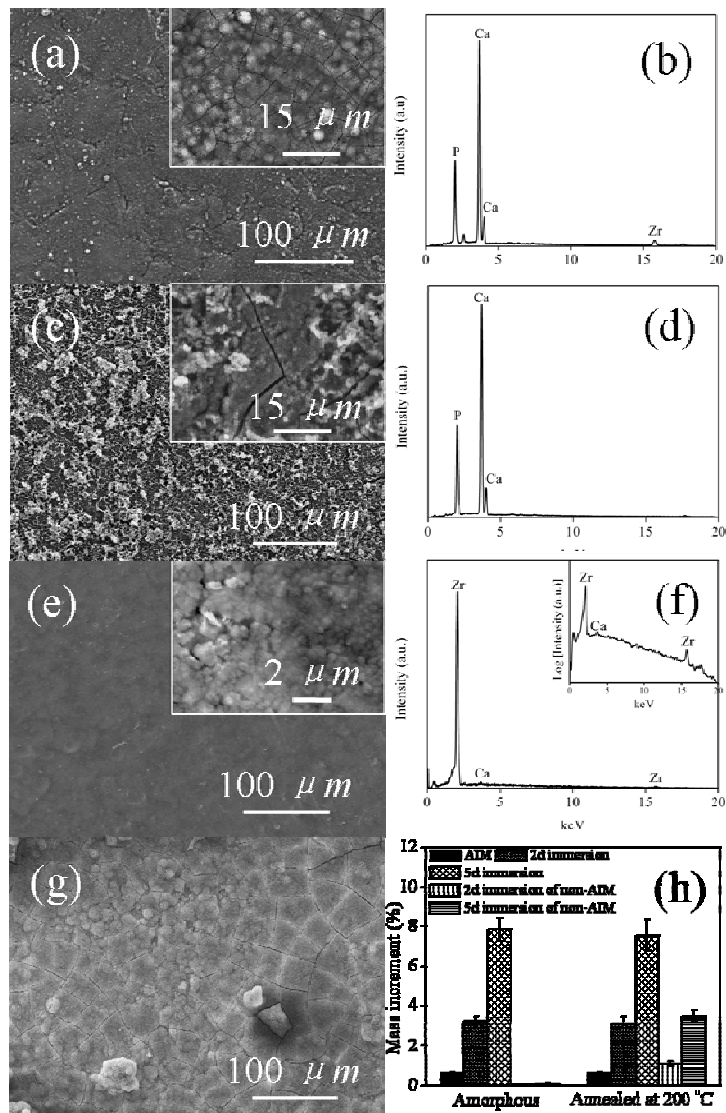 (a)
15 μm
100 μm
(b)
Intensity (a.u)
Ca
P
Ca
Zr
0 5 10 15 20
(c)
15 μm
100 μm
(d)
Intensity (a.u.)
Ca
P
Ca
0 5 10 15 20
(e)
2 μm
100 μm
(f)
Intensity (a.u.)
Zr
Ca
Zr
0 5 10 15 20
keV
Log [Intensity (a.u.)]
Zr
Ca
Zr
0 5 10 15 20
keV
(g)
100 μm
(h)
Mass increment (%)
12
10
8
6
4
2
0
AIM 2d immersion
5d immersion
2d immersion of non-AIM
5d immersion of non-AIM
Amorphous Annealed at 200 °C